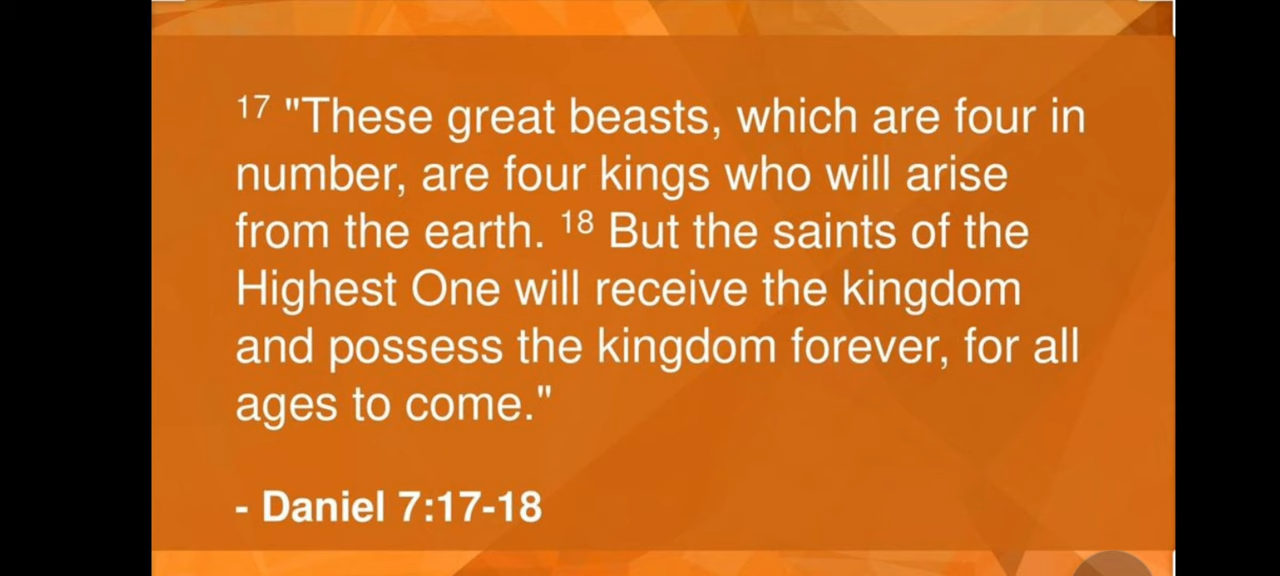 17 "These great beasts, which are four in
number, are four kings who will arise
from the earth. 18 But the saints of the
Highest One will receive the kingdom
and possess the kingdom forever, for all
ages to come."
- Daniel 7:17-18